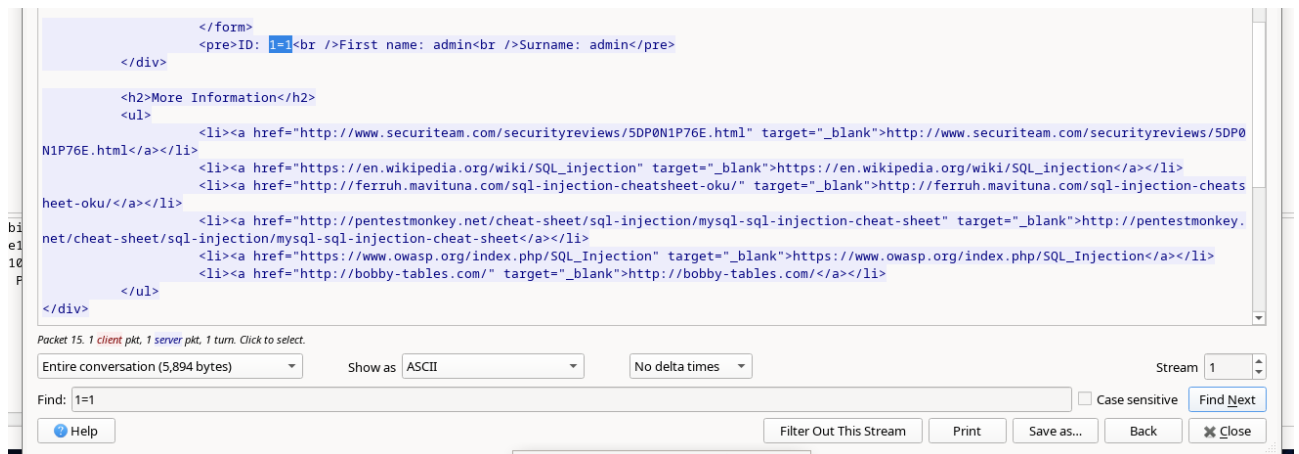 </form>
<pre>ID: 1=1<br />First name: admin<br />Surname: admin</pre>
</div>
<h2>More Information</h2>
<ul>
<li><a href="http://www.securiteam.com/securityreviews/5DP0N1P76E.html" target="_blank">http://www.securiteam.com/securityreviews/5DP0
N1P76E.html</a></li>
<li><a href="https://en.wikipedia.org/wiki/SQL_injection" target="_blank">https://en.wikipedia.org/wiki/SQL_injection</a></li>
<li><a href="http://ferruh.mavituna.com/sql-injection-cheatsheet-oku/" target="_blank">http://ferruh.mavituna.com/sql-injection-cheats
heet-oku/</a></li>
<li><a href="http://pentestmonkey.net/cheat-sheet/sql-injection/mysql-sql-injection-cheat-sheet" target="_blank">http://pentestmonkey.
net/cheat-sheet/sql-injection/mysql-sql-injection-cheat-sheet</a></li>
<li><a href="https://www.owasp.org/index.php/SQL_Injection" target="_blank">https://www.owasp.org/index.php/SQL_Injection</a></li>
<li><a href="http://bobby-tables.com/" target="_blank">http://bobby-tables.com/</a></li>
</ul>
</div>
bi
e1
10
P
Packet 15. 1 client pkt, 1 server pkt, 1 turn. Click to select.
Entire conversation (5,894 bytes) Show as ASCII No delta times Stream 1
Find: 1=1 Case sensitive Find Next
Help Filter Out This Stream Print Save as... Back Close